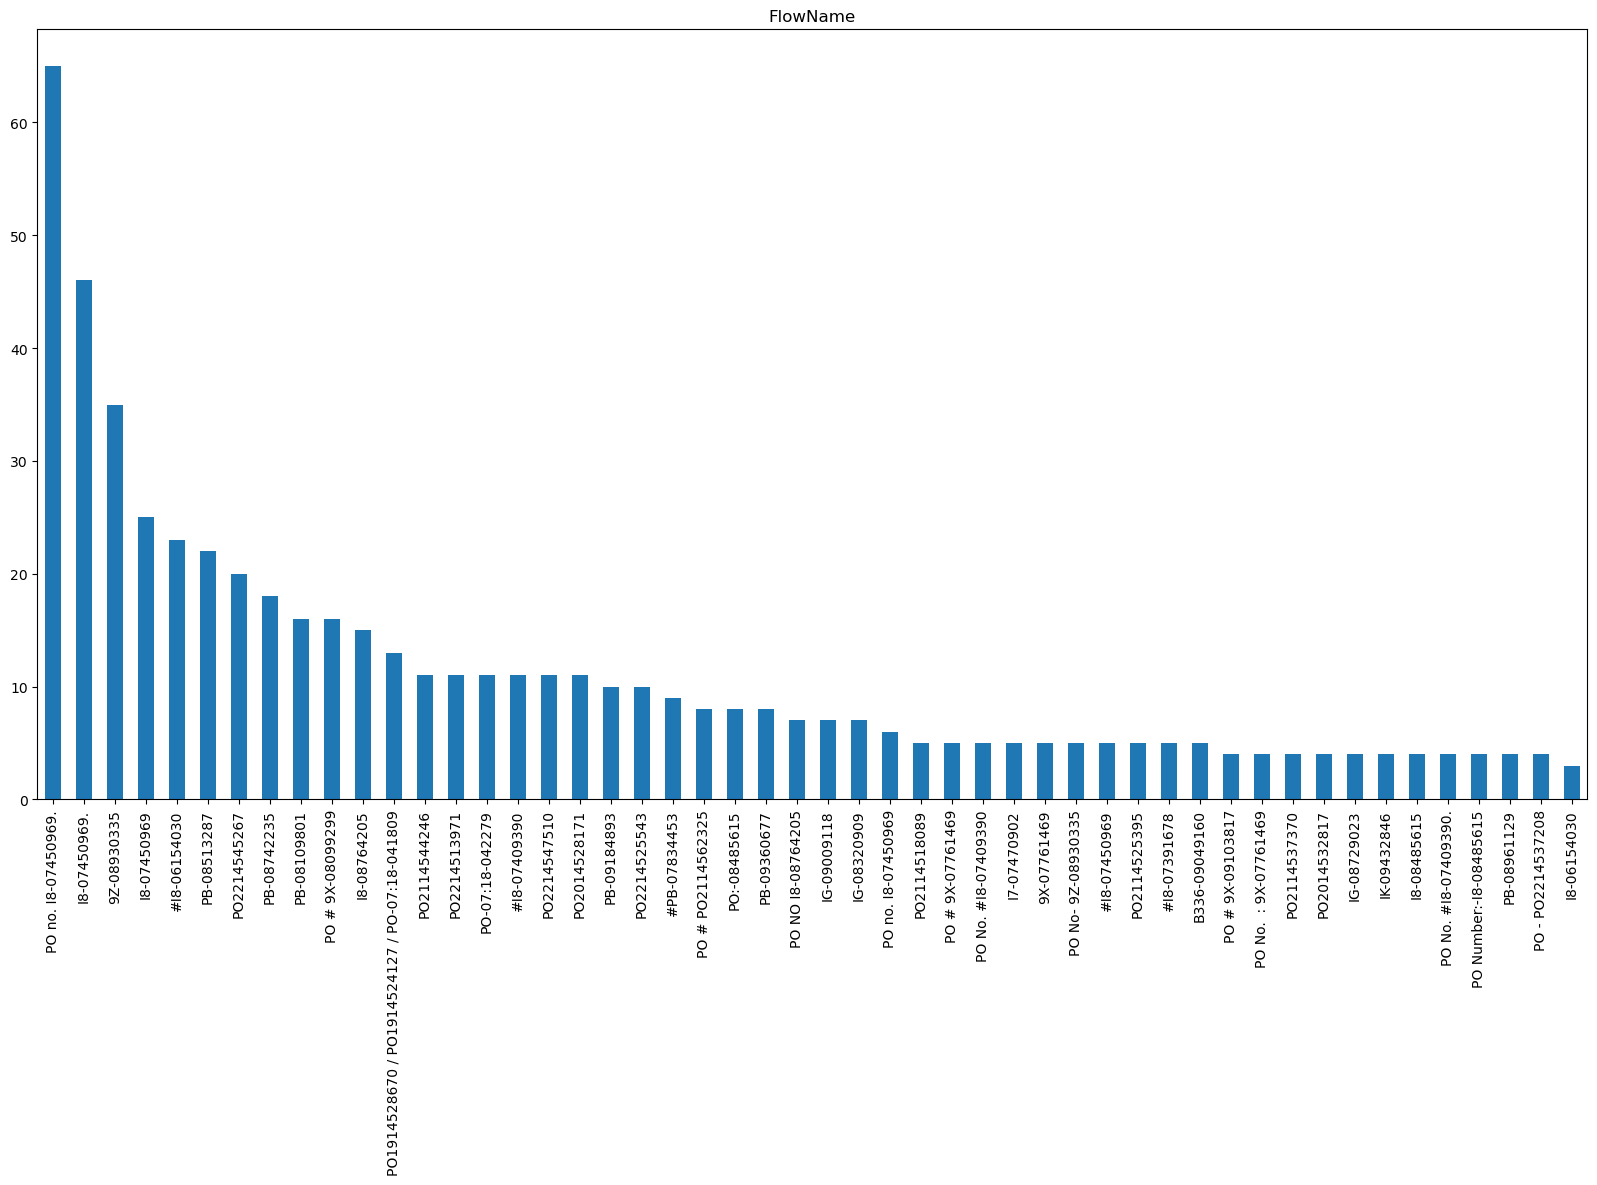 FlowName
60
50
40
30
20
10
0
PO no. I8-07450969.
I8-07450969.
9Z-08930335
I8-07450969
#I8-06154030
PB-08513287
PO2214545267
PB-08742235
PB-08109801
PO # 9X-08099299
I8-08764205
PO1914528670 / PO1914524127 / PO-07:18-041809
PO2114544246
PO2214513971
PO-07:18-042279
#I8-07409390
PO2214547510
PO2014528171
PB-09184893
PO2214525543
#PB-07834453
PO # PO2114562325
PO:-08485615
PB-09360677
PO NO I8-08764205
IG-09009118
IG-08320909
PO no. I8-07450969
PO2114518089
PO # 9X-07761469
PO No. #I8-07409390
I7-07470902
9X-07761469
PO No- 9Z-08930335
#I8-07450969
PO2114525395
#I8-07391678
B336-09049160
PO # 9X-09103817
PO No.  : 9X-07761469
PO2114537370
PO2014532817
IG-08729023
IK-09432846
I8-08485615
PO No. #I8-07409390.
PO Number:-I8-08485615
PB-08961129
PO - PO2214537208
I8-06154030